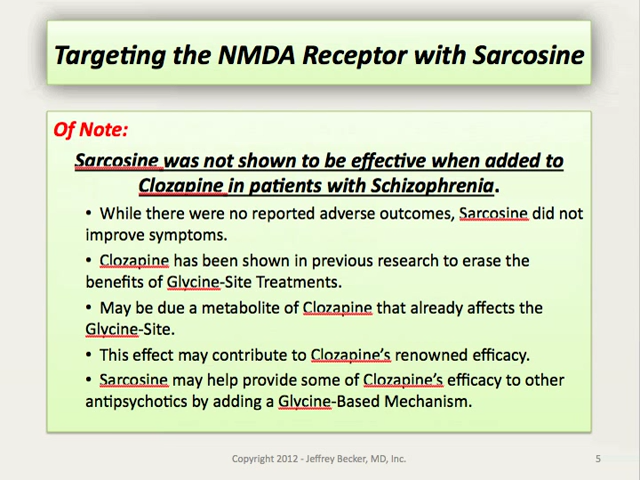 Targeting the NMDA Receptor with Sarcosine
Of Note:
Sarcosine was not shown to be effective when added to
Clozapine in patients with Schizophrenia.
• While there were no reported adverse outcomes, Sarcosine did not
improve symptoms.
• Clozapine has been shown in previous research to erase the
benefits of Glycine-Site Treatments.
• May be due a metabolite of Clozapine that already affects the
Glycine-Site.
• This effect may contribute to Clozapine's renowned efficacy.
• Sarcosine may help provide some of Clozapine's efficacy to other
antipsychotics by adding a Glycine-Based Mechanism.
Copyright 2012 - Jeffrey Becker, MD, Inc.
5